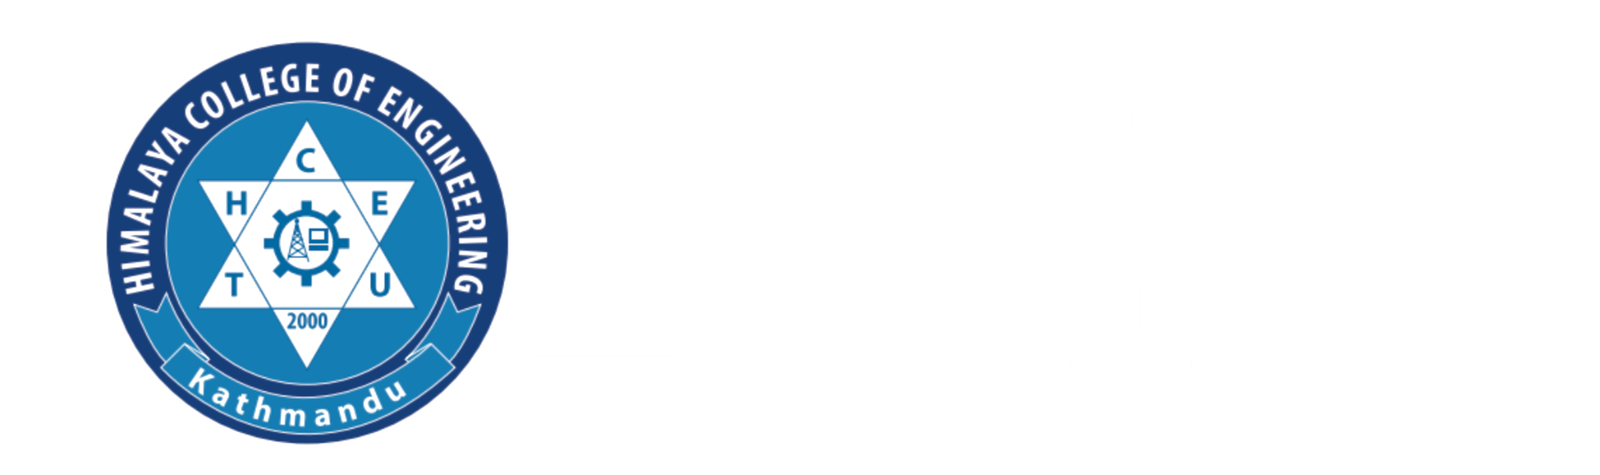 HIMALAYA COLLEGE OF ENGINEERING
C
H E
T U
2000
Kathmandu